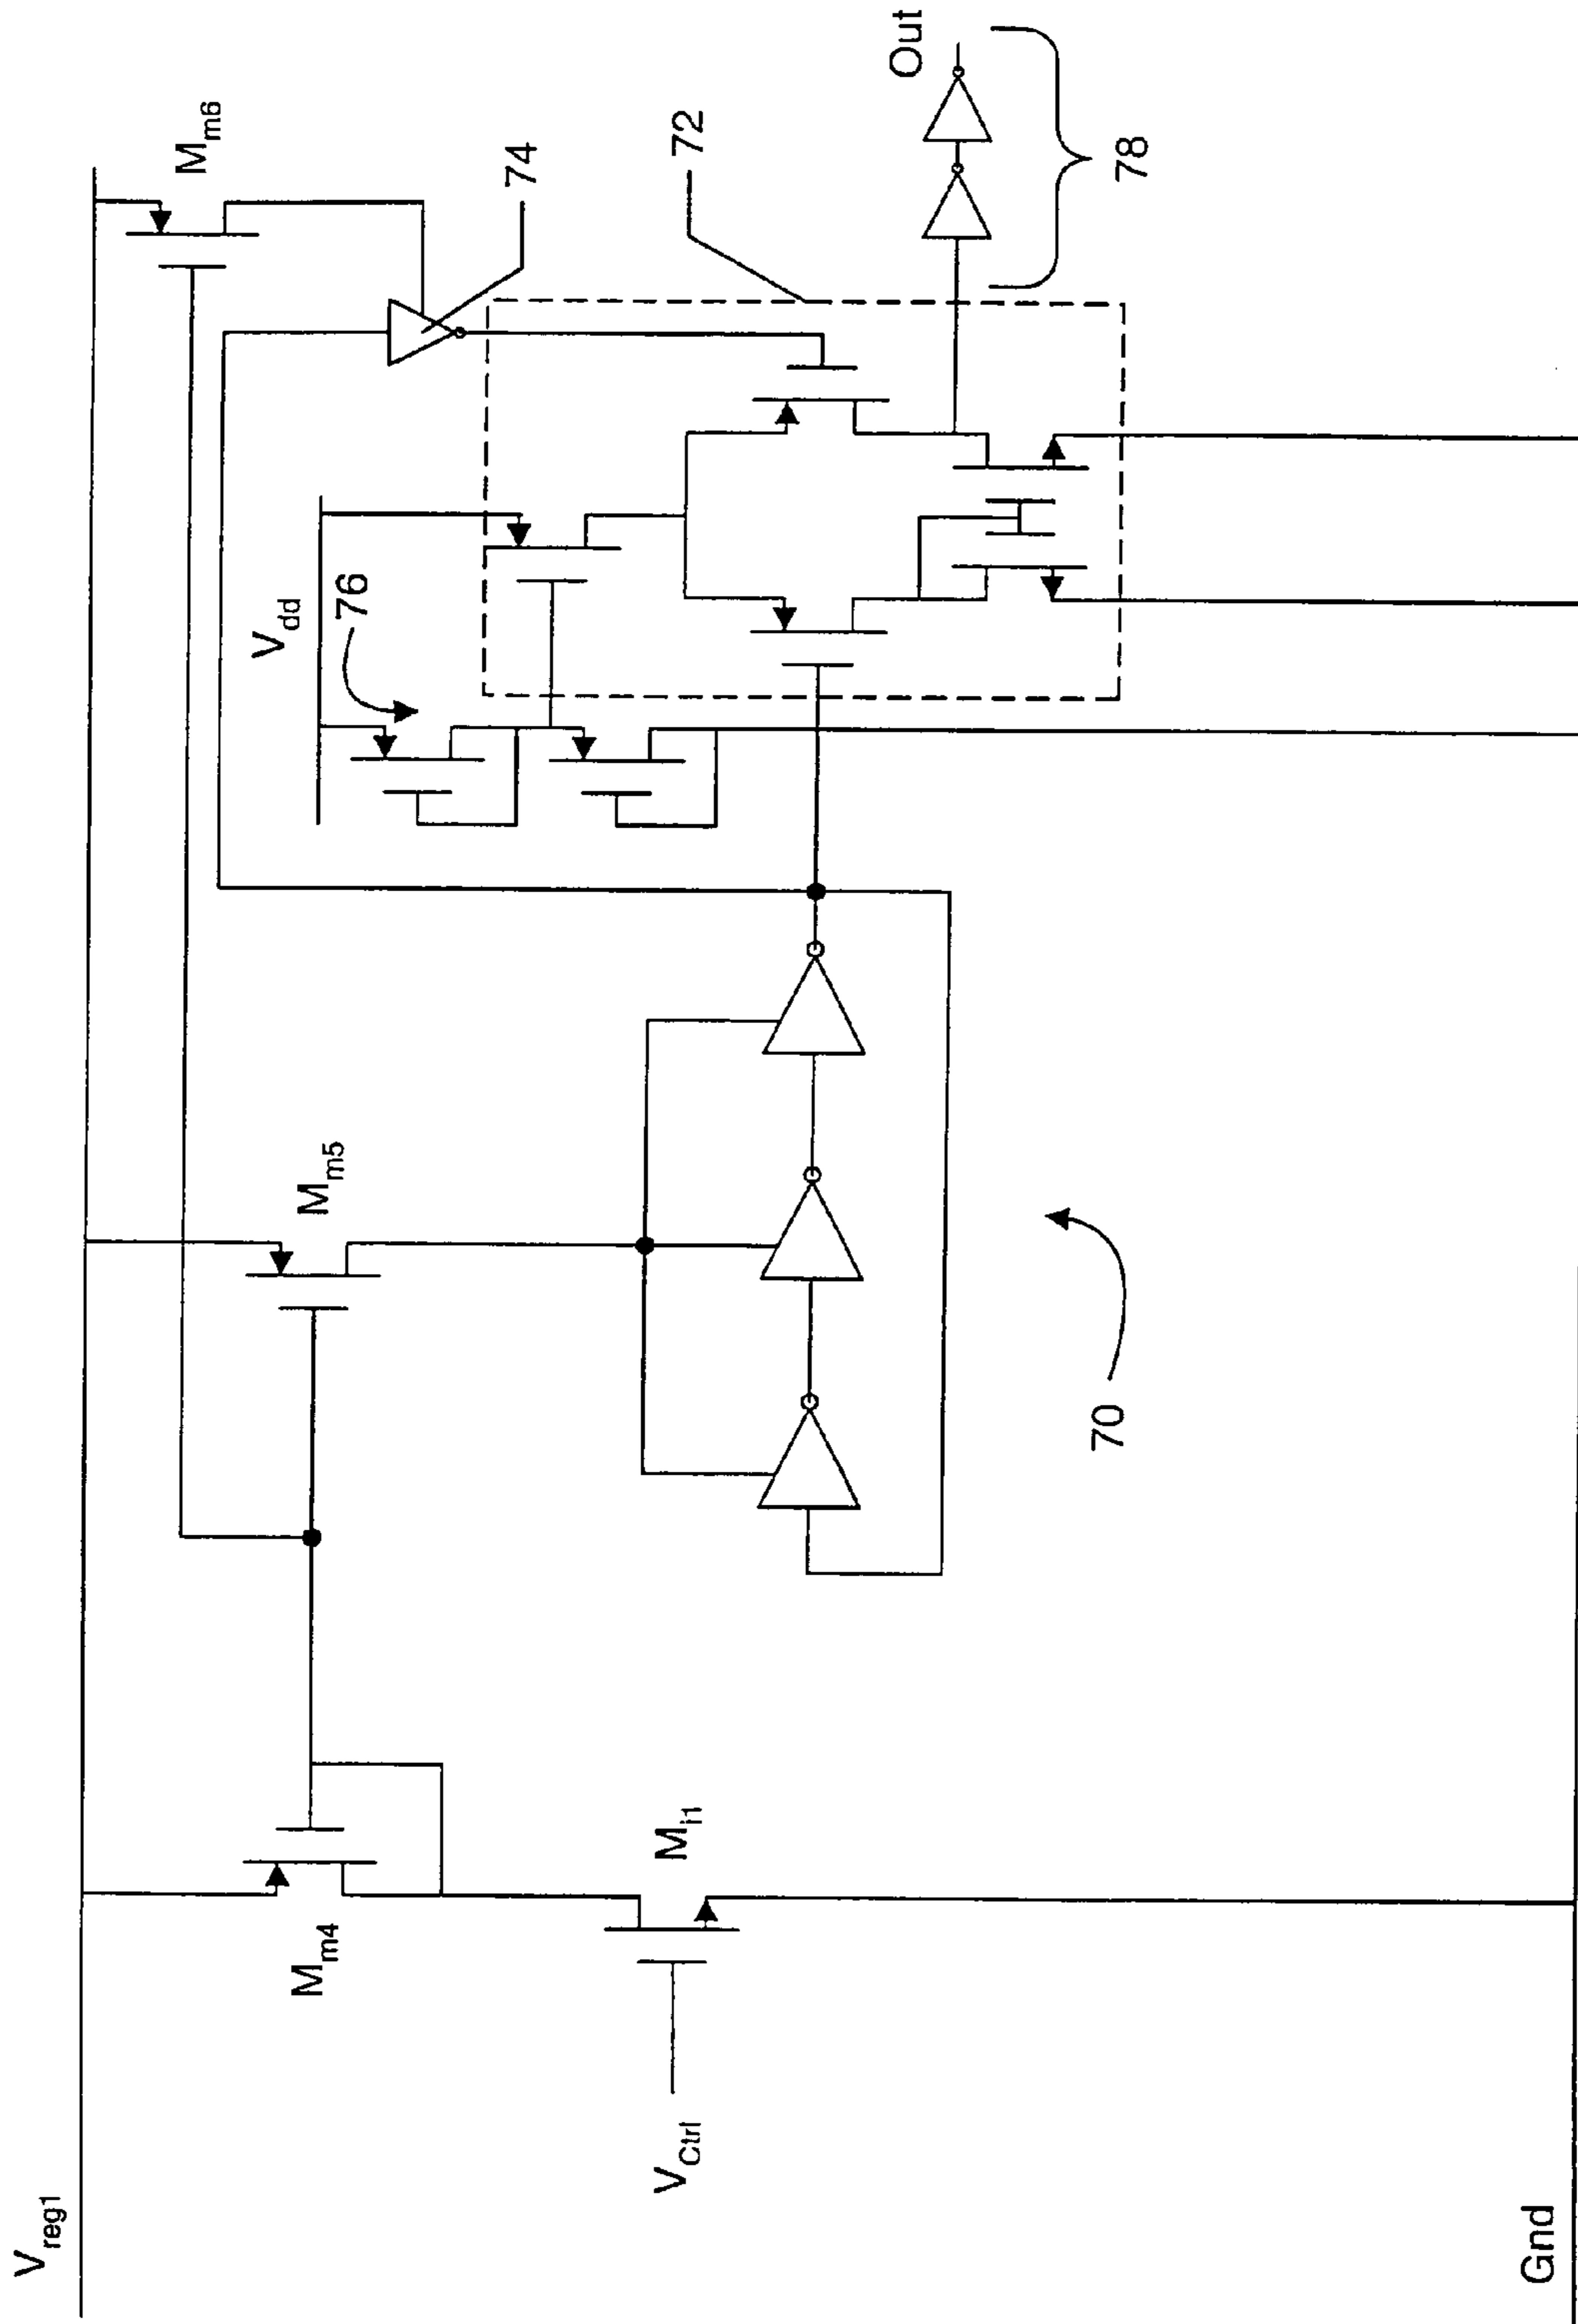 V_reg1
M_m4
V_Ctrl
M_i1
M_m5
70
V_dd
76
M_m6
74
72
Out
78
Gnd